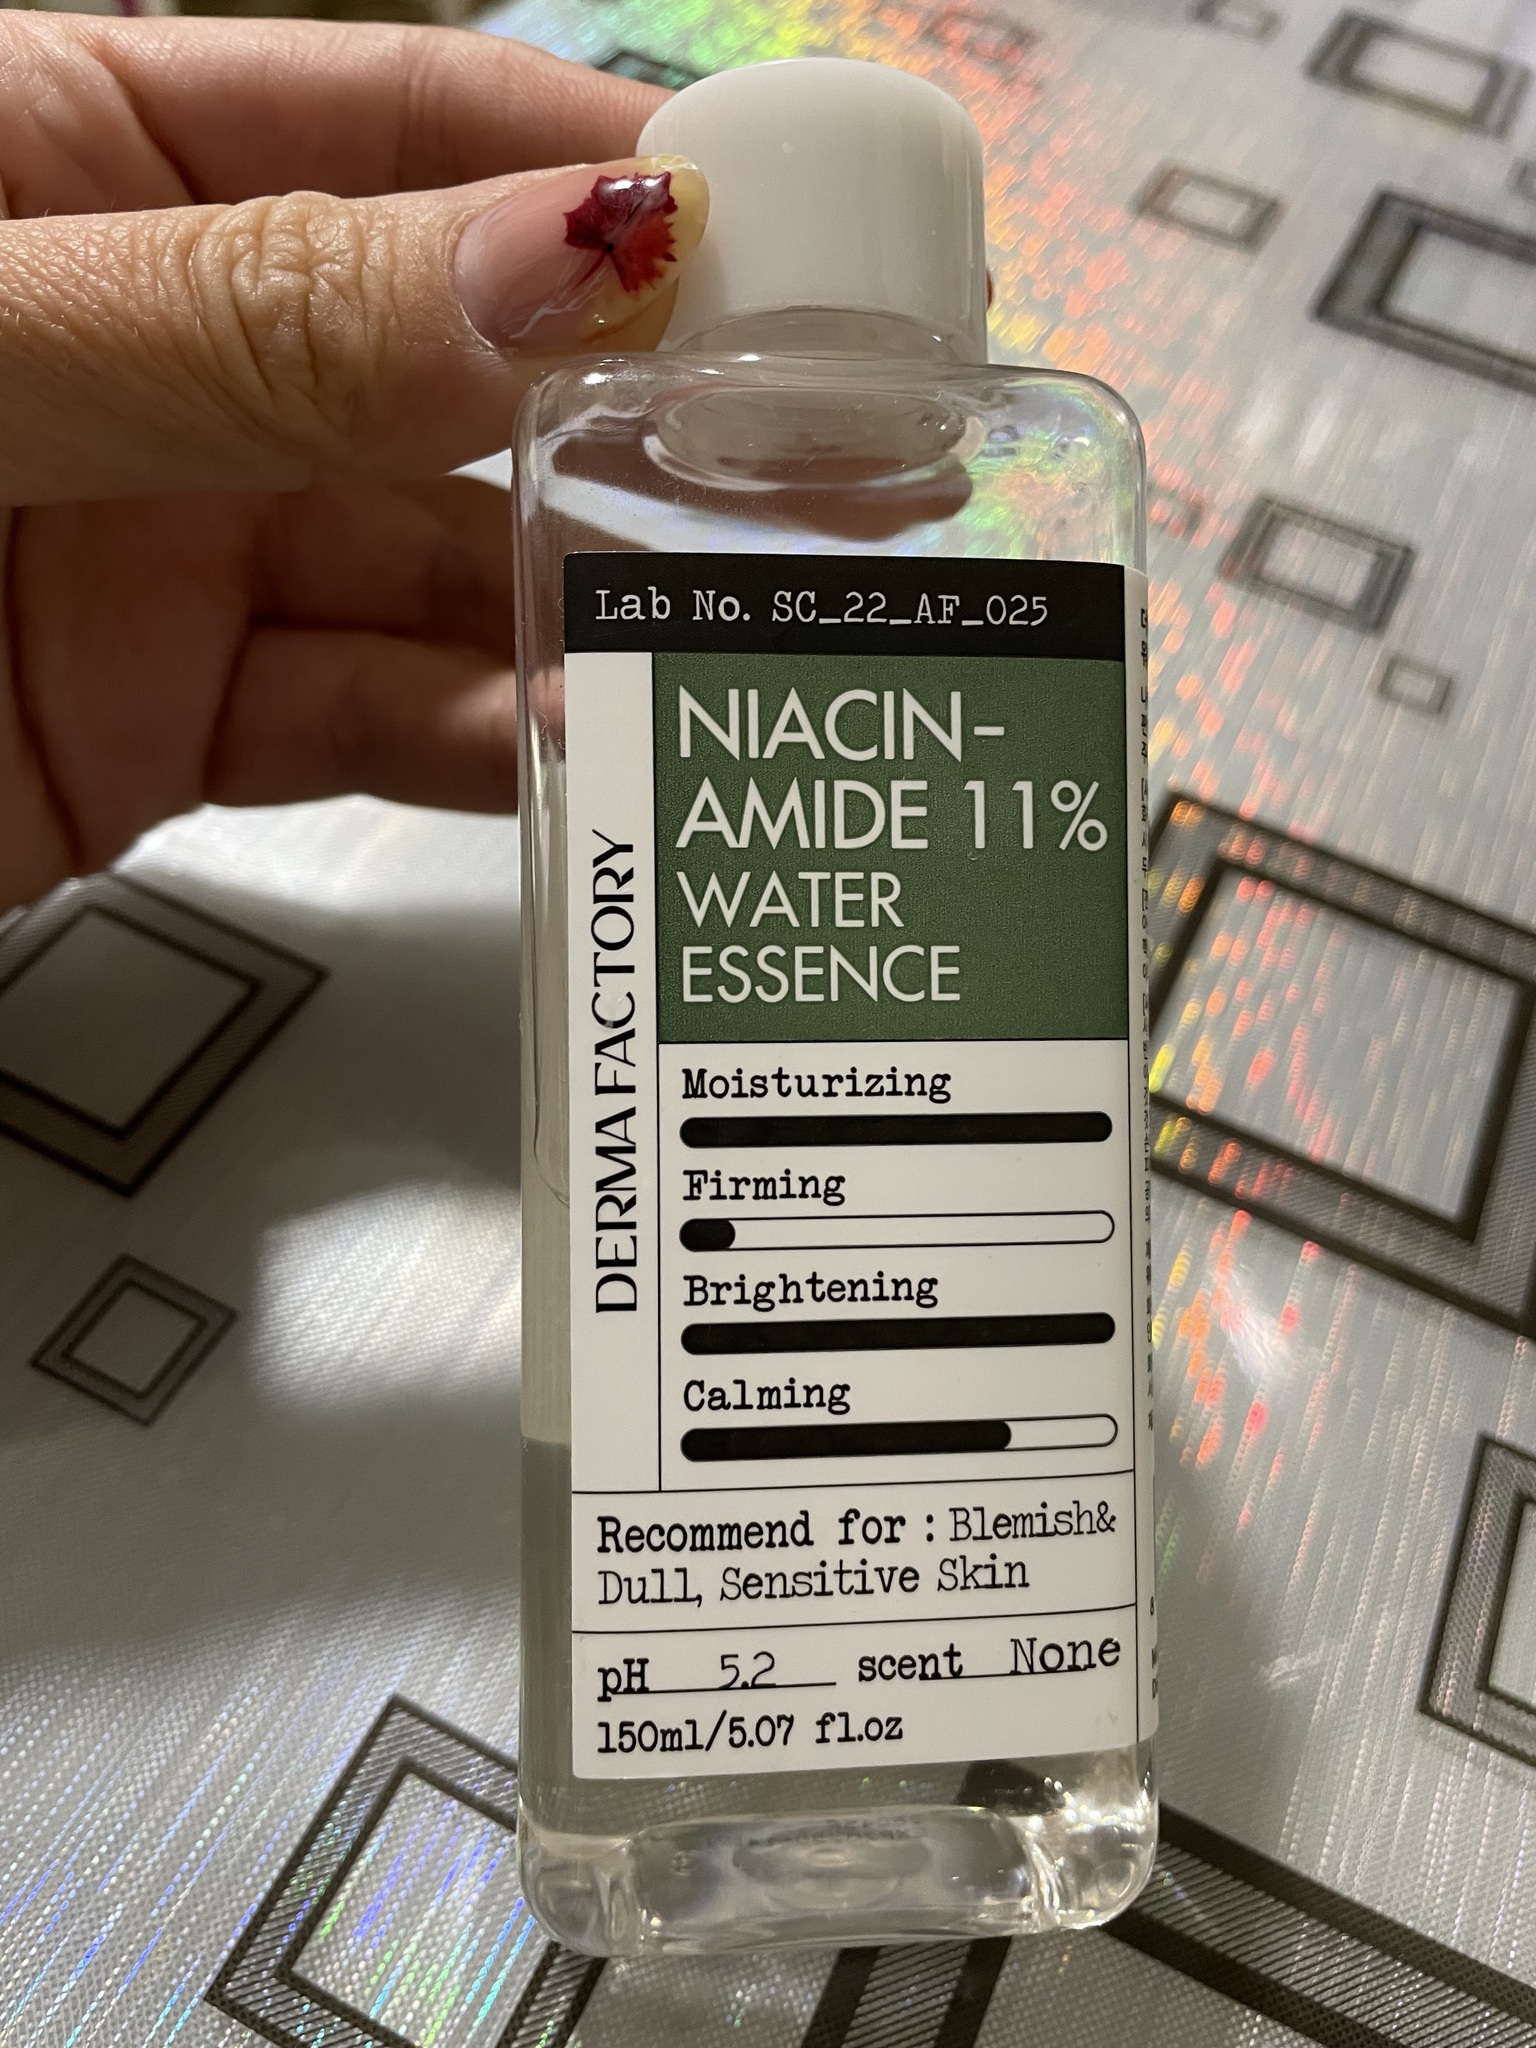 Lab No. SC_22_AF_025
DERMA FACTORY
NIACIN-
AMIDE 11%
WATER
ESSENCE
Moisturizing
Firming
Brightening
Calming
Recommend for : Blemish&
Dull, Sensitive Skin
pH 5.2 scent None
150ml/5.07 fl.oz